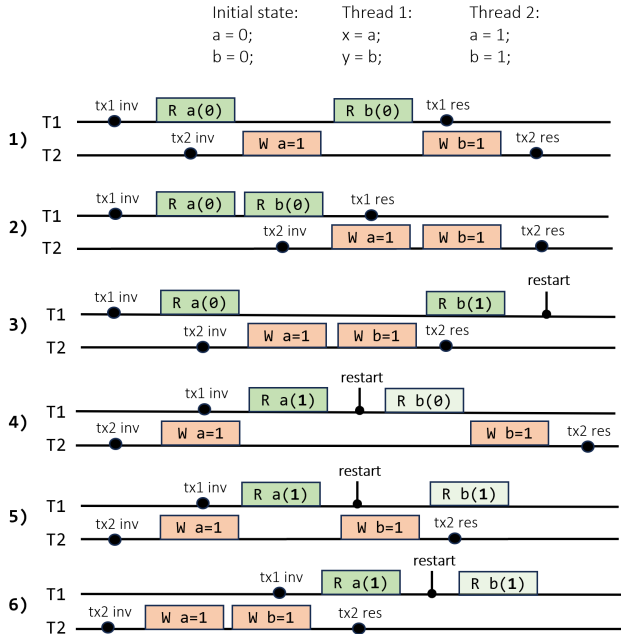 Initial state: Thread 1: Thread 2:
a = 0; x = a; a = 1;
b = 0; y = b; b = 1;
tx1 inv R a(0) R b(0) tx1 res
1) T1
tx2 inv W a=1 W b=1 tx2 res
T2
tx1 inv R a(0) R b(0) tx1 res
2) T1
tx2 inv W a=1 W b=1 tx2 res
T2
restart
tx1 inv R a(0) R b(1)
3) T1
tx2 inv W a=1 W b=1 tx2 res
T2
restart
tx1 inv R a(1) R b(0)
4) T1
tx2 inv W a=1 W b=1 tx2 res
T2
restart
tx1 inv R a(1) R b(1)
5) T1
tx2 inv W a=1 W b=1 tx2 res
T2
restart
tx1 inv R a(1) R b(1)
6) T1
tx2 inv W a=1 W b=1 tx2 res
T2